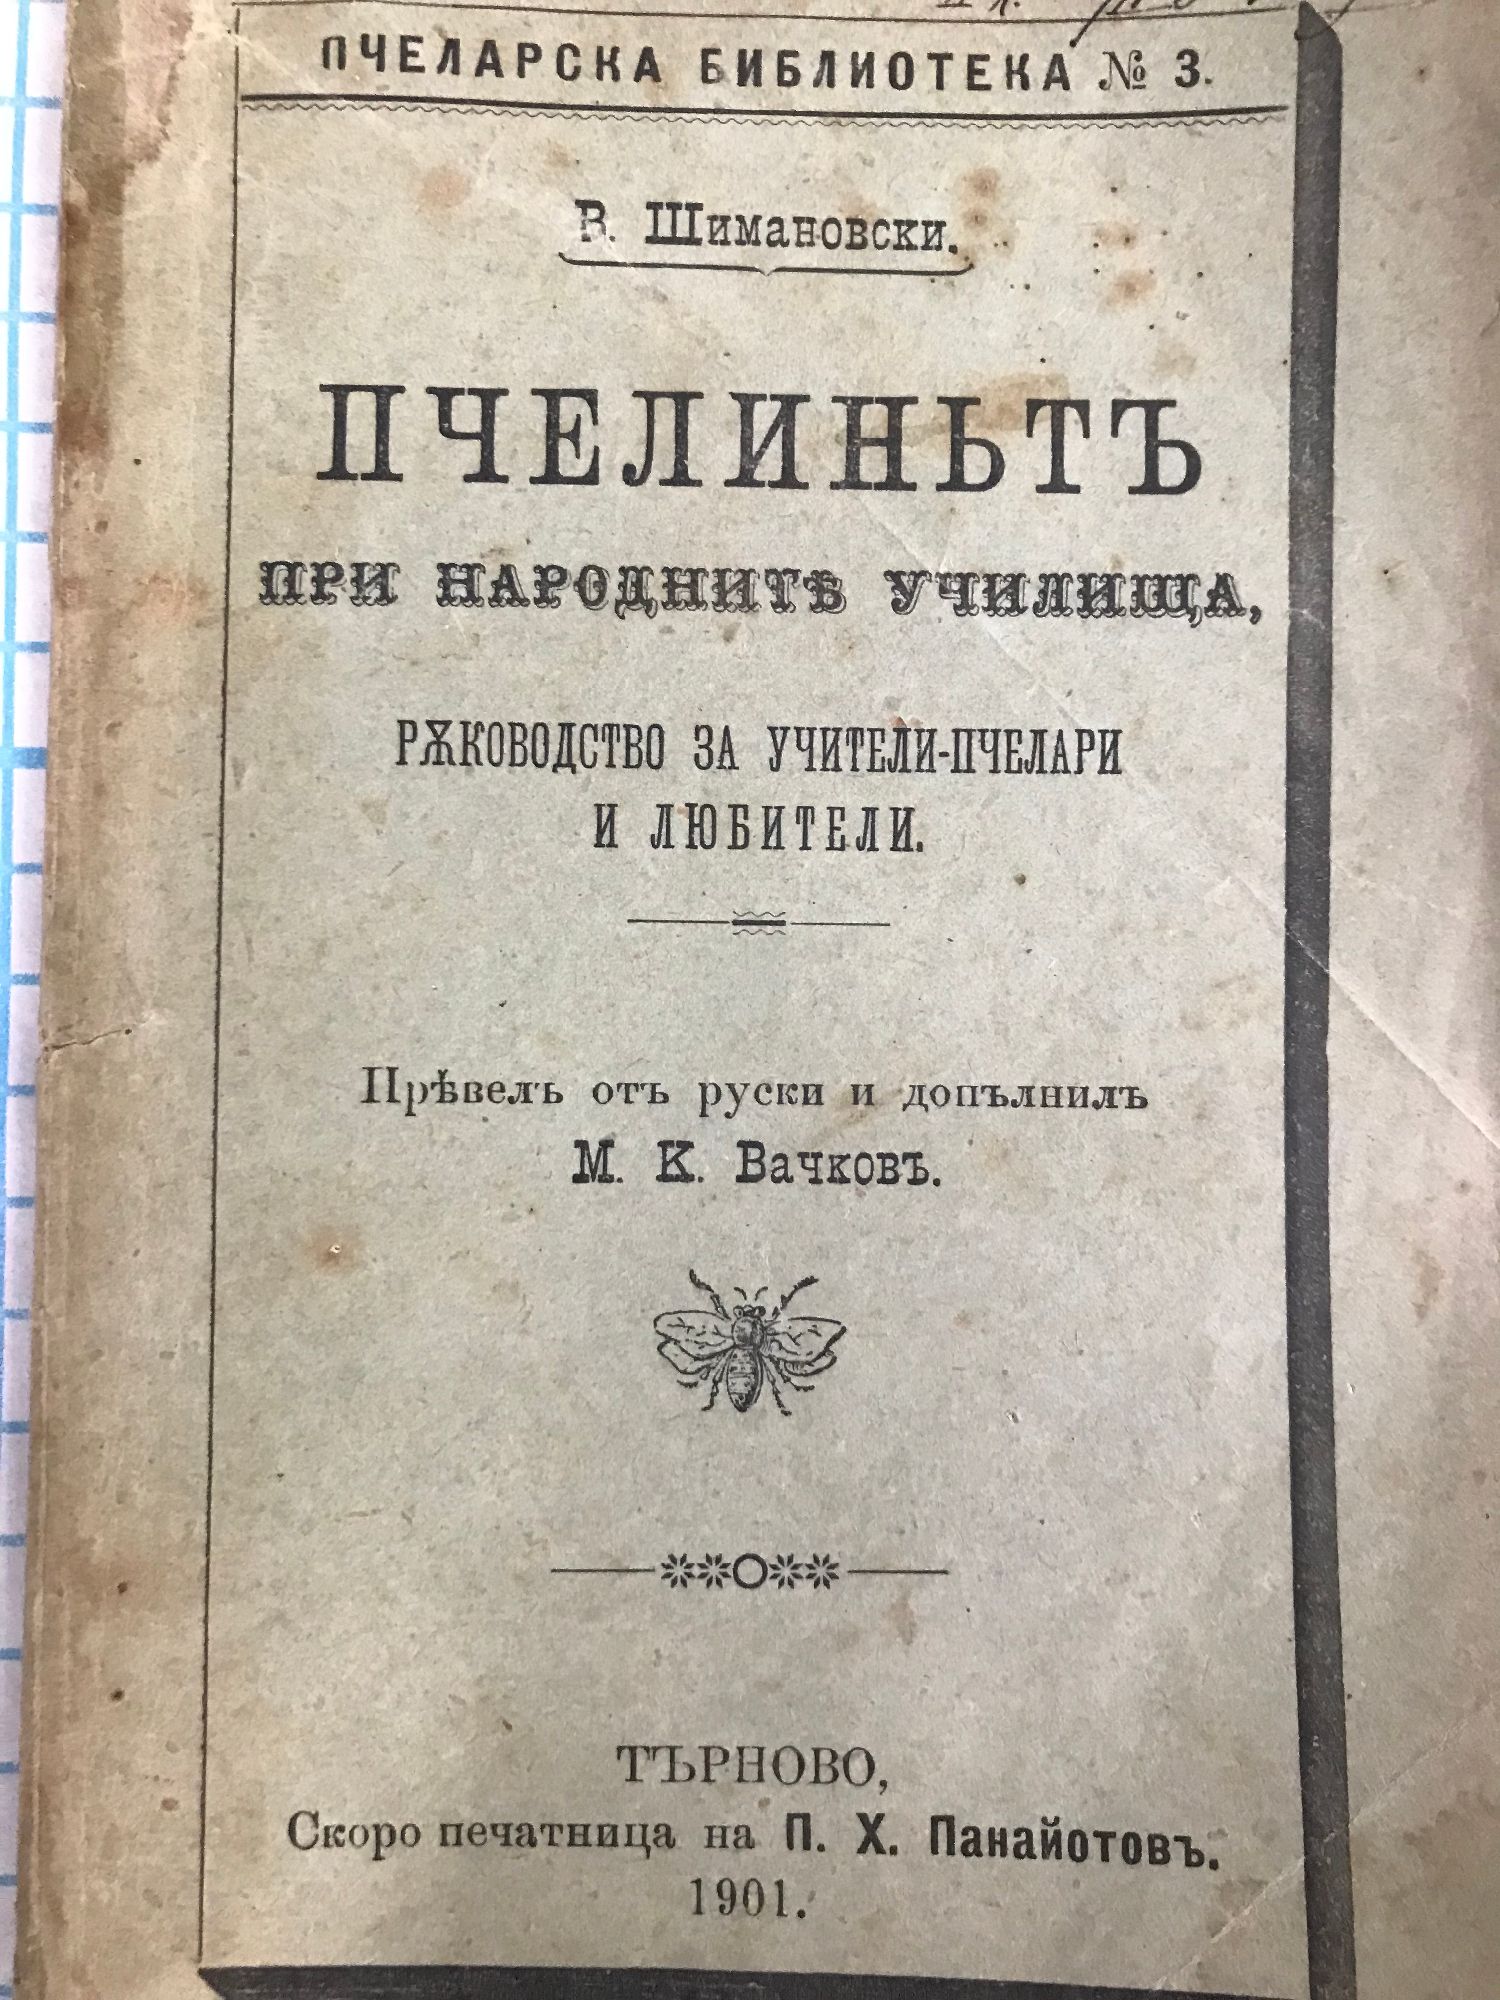 ПЧЕЛАРСКА БИБЛИОТЕКА № 3.
В. Шимановски.
ПЧЕЛИНЬТЪ
ПРИ НАРОДНИТѢ УЧИЛИЩА,
РѪКОВОДСТВО ЗА УЧИТЕЛИ-ПЧЕЛАРИ
И ЛЮБИТЕЛИ.
Прѣвелъ отъ руски и допълнилъ
М. К. Вачковъ.
ТЪРНОВО,
Скоро печатница на П. Х. Панайотовъ.
1901.